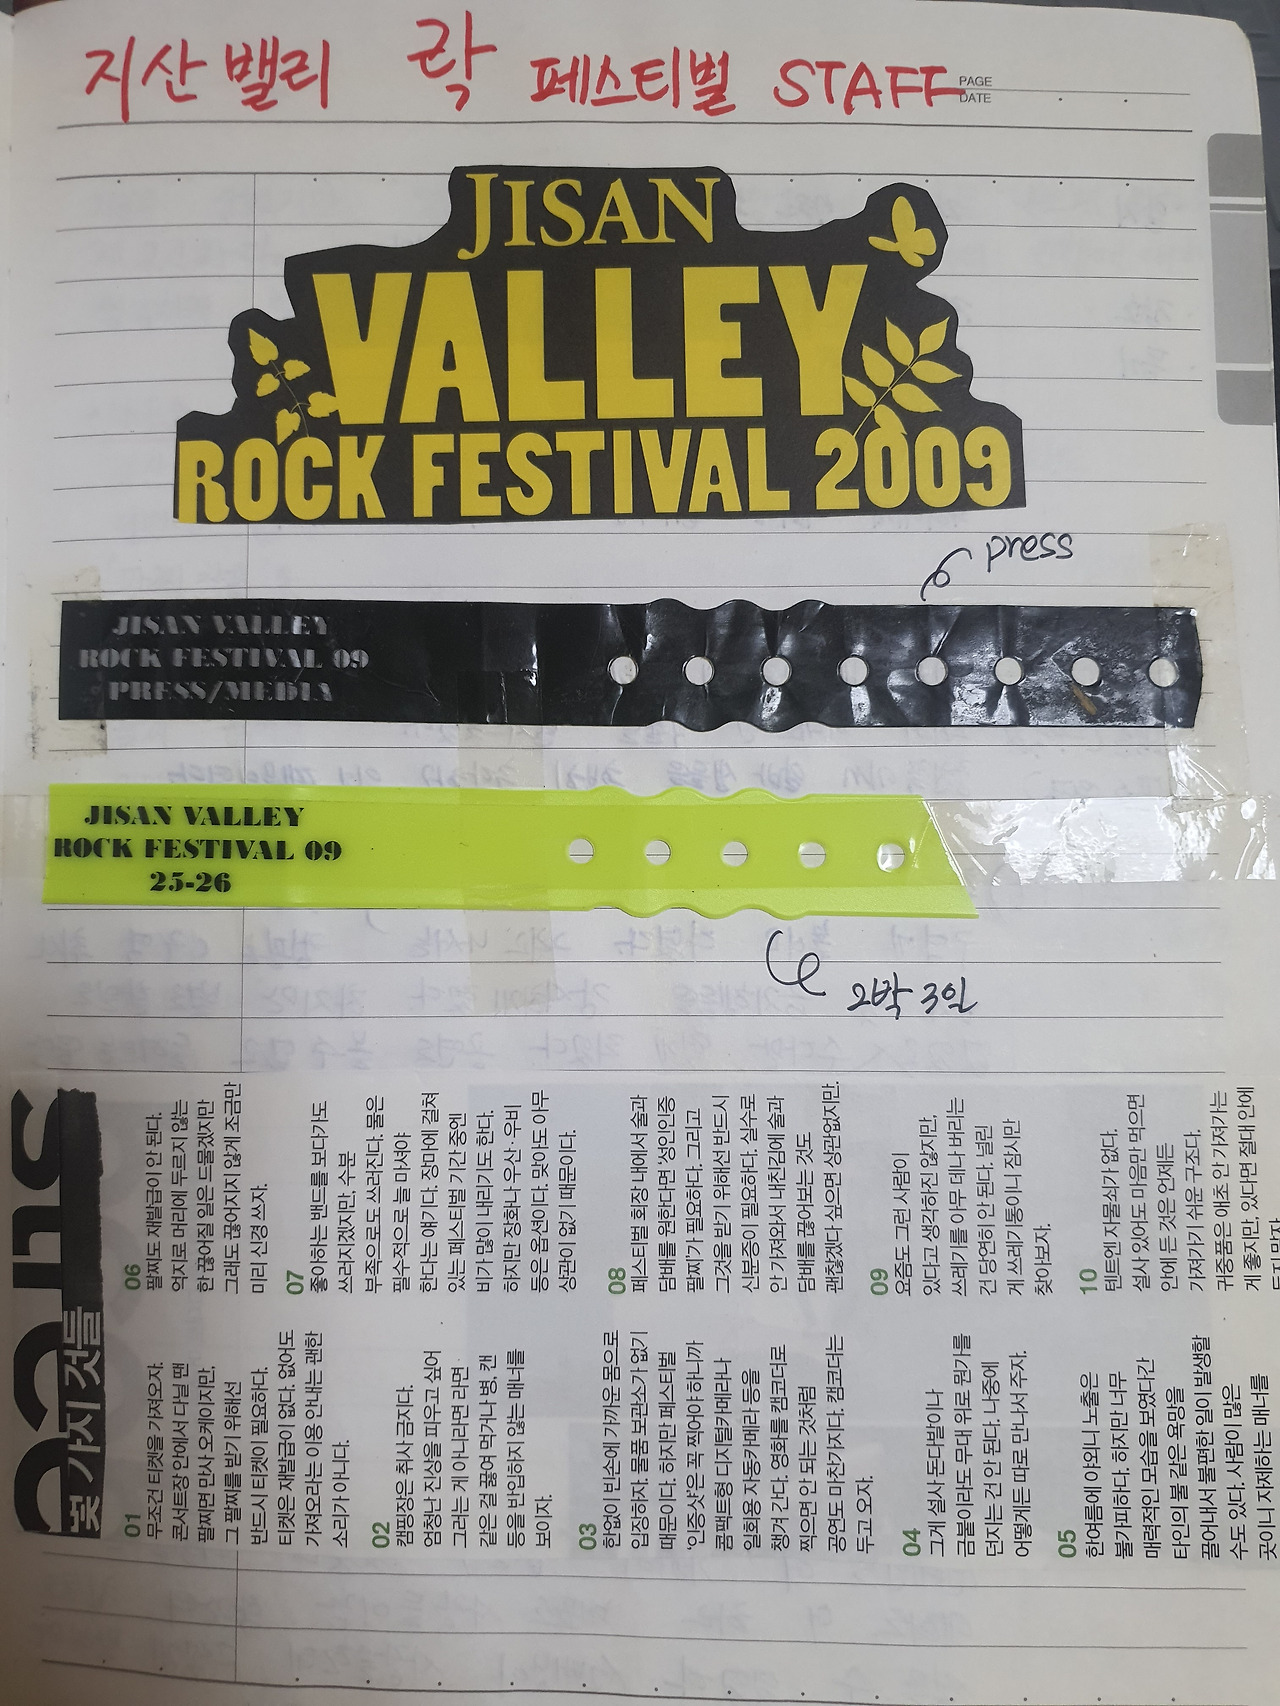 지산 밸리 락 페스티벌 STAFF
PAGE
DATE
JISAN
VALLEY
ROCK FESTIVAL 2009
press
JISAN VALLEY
ROCK FESTIVAL 09
PRESS/MEDIA
JISAN VALLEY
ROCK FESTIVAL 09
25-26
2박 3일
몇 가지 것들
01
무조건 티켓을 가져오자.
콘서트장 안에서 다닐 땐
팔찌면 만사 오케이지만,
그 팔찌를 받기 위해선
반드시 티켓이 필요하다.
티켓은 재발급이 없다. 없어도
가져오라는 이용 안내는 괜한
소리가 아니다.
02
캠핑장은 취사 금지다.
엄청난 진상을 피우고 싶어
그러는 게 아니라면 라면
같은 걸 끓여 먹거나 병, 캔
등을 반입하지 않는 매너를
보이자.
03
한없이 빈손에 가까운 몸으로
입장하자. 물품 보관소가 없기
때문이다. 하지만 페스티벌
'인증샷'은 꼭 찍어야 하니까
콤팩트형 디지털카메라나
일회용 자동카메라 등을
챙겨 간다. 영화를 캠코더로
찍으면 안 되는 것처럼
공연도 마찬가지다. 캠코더는
두고 오자.
04
그게 설사 돈다발이나
금붙이라도 무대 위로 뭔가를
던지는 건 안 된다. 나중에
어떻게든 따로 만나서 주자.
05
한여름에 야외니 노출은
불가피하다. 하지만 너무
매력적인 모습을 보였다간
타인의 불 같은 욕망을
끌어내서 불편한 일이 발생할
수도 있다. 사람이 많은
곳이니 자제하는 매너를
06
팔찌도 재발급이 안 된다.
억지로 머리에 두르지 않는
한 끊어질 일은 드물겠지만
그래도 끊어지지 않게 조금만
미리 신경 쓰자.
07
좋아하는 밴드를 보다가도
쓰러지겠지만, 수분
부족으로도 쓰러진다. 물은
필수적으로 늘 마셔야
한다는 얘기다. 장마에 걸쳐
있는 페스티벌 기간 중엔
비가 많이 내리기도 한다.
하지만 장화나 우산·우비
등은 옵션이다. 맞아도 아무
상관이 없기 때문이다.
08
페스티벌 회장 내에서 술과
담배를 원한다면 '성인인증
팔찌'가 필요하다. 그리고
그것을 받기 위해선 반드시
신분증이 필요하다. 실수로
안 가져와서 내친김에 술과
담배를 끊어보는 것도
괜찮겠다 싶으면 상관없지만.
09
요즘도 그런 사람이
있다고 생각하진 않지만,
쓰레기를 아무 데나 버리는
건 당연히 안 된다. 널린
게 쓰레기통이니 잠시만
찾아보자.
10
텐트엔 자물쇠가 없다.
설사 있어도 마음만 먹으면
안에 든 것은 언제든
가져가기 쉬운 구조다.
귀중품은 애초 안 가져가는
게 좋지만, 있다면 절대 안에
두지 말자.